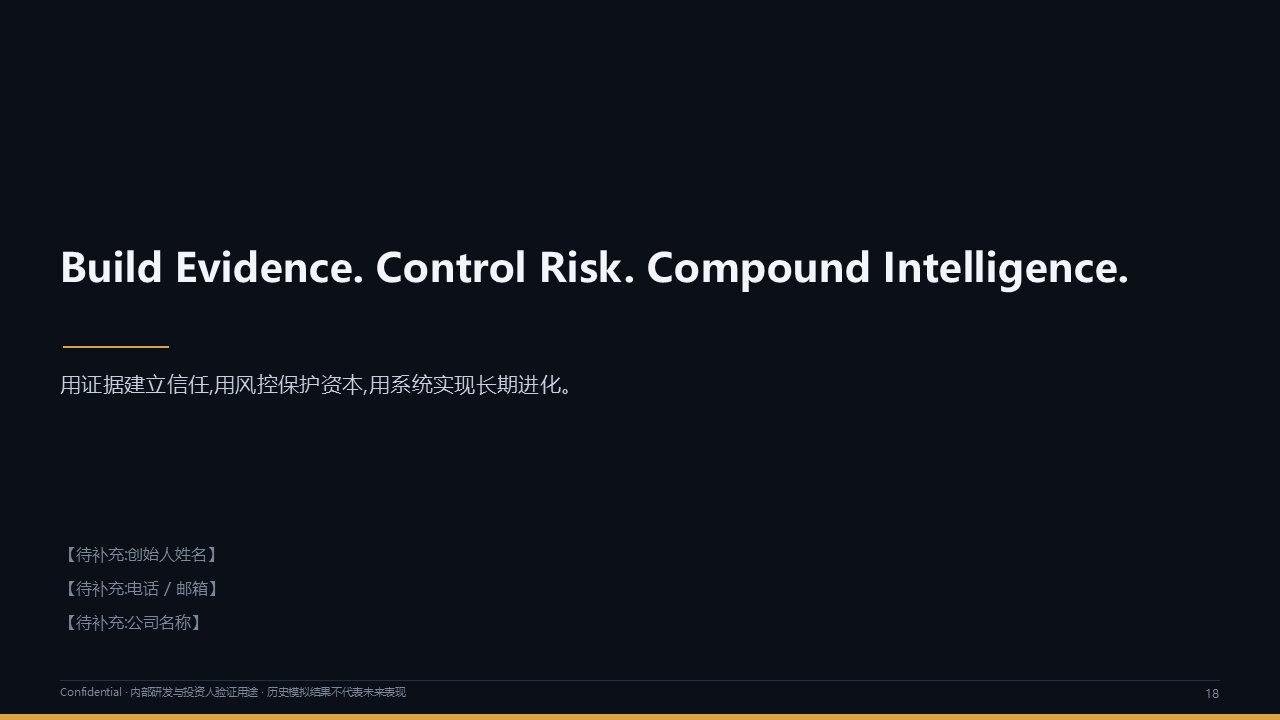 Build Evidence. Control Risk. Compound Intelligence.
用证据建立信任,用风控保护资本,用系统实现长期进化。
【待补充:创始人姓名】
【待补充:电话 / 邮箱】
【待补充:公司名称】
Confidential · 内部研发与投资人验证用途 · 历史模拟结果不代表未来表现
18